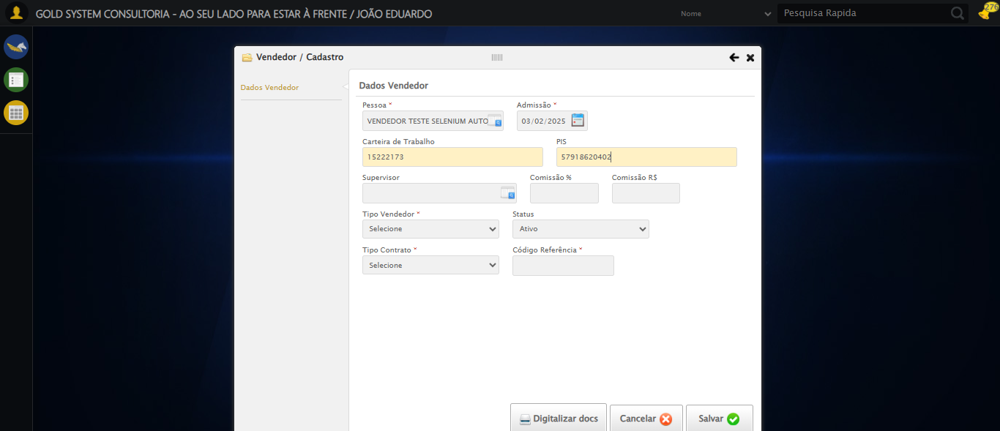 GOLD SYSTEM CONSULTORIA - AO SEU LADO PARA ESTAR À FRENTE / JOÃO EDUARDO
Nome
Pesquisa Rapida
276
Vendedor / Cadastro
Dados Vendedor
Dados Vendedor
Pessoa *
Admissão *
VENDEDOR TESTE SELENIUM AUTO
03/02/2025
Carteira de Trabalho
PIS
15222173
57918620402
Supervisor
Comissão %
Comissão R$
Tipo Vendedor *
Status
Selecione
Ativo
Tipo Contrato *
Código Referência *
Selecione
Digitalizar docs
Cancelar
Salvar